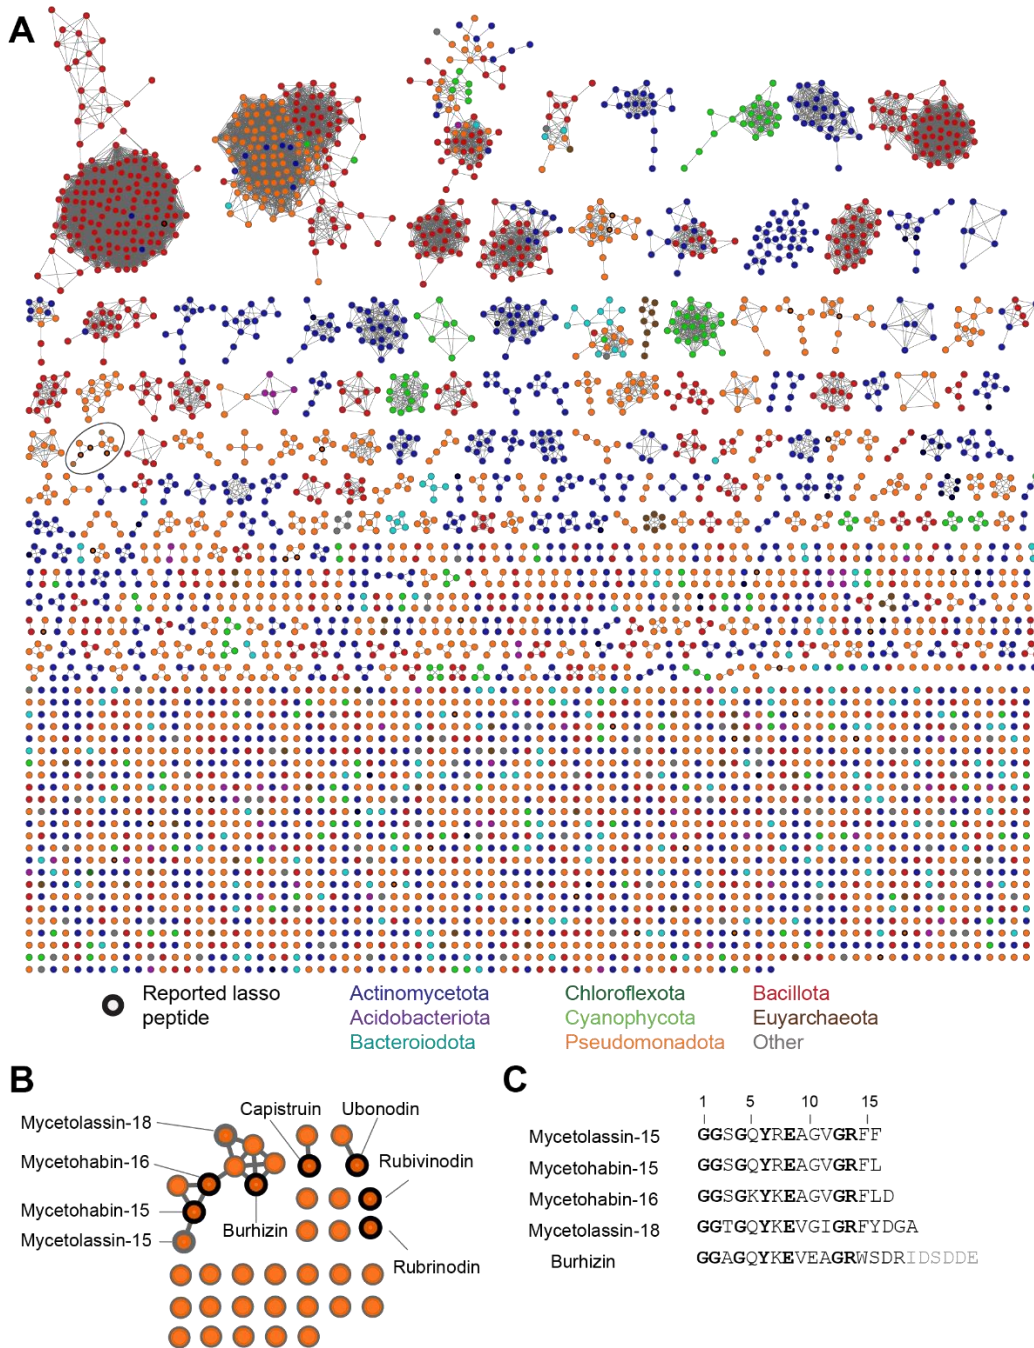 A
Reported lasso
peptide
Actinomycetota
Acidobacteriota
Bacteroiodota
Chloroflexota
Cyanophycota
Pseudomonadota
Bacillota
Euyarchaeota
Other
B
Mycetolassin-18
Mycetohabin-16
Mycetohabin-15
Mycetolassin-15
Capistruin
Ubonodin
Rubivinodin
Burhizin
Rubrinodin
C
1 5 10 15
Mycetolassin-15 GGSGQYREAGVGRFF
Mycetohabin-15 GGSGQYREAGVGRFL
Mycetohabin-16 GGSGKYKEAGVGRFLD
Mycetolassin-18 GGTGQYKEVGIGRFYDGA
Burhizin GGAGQYKEVEAGRWSDRIDSDDE